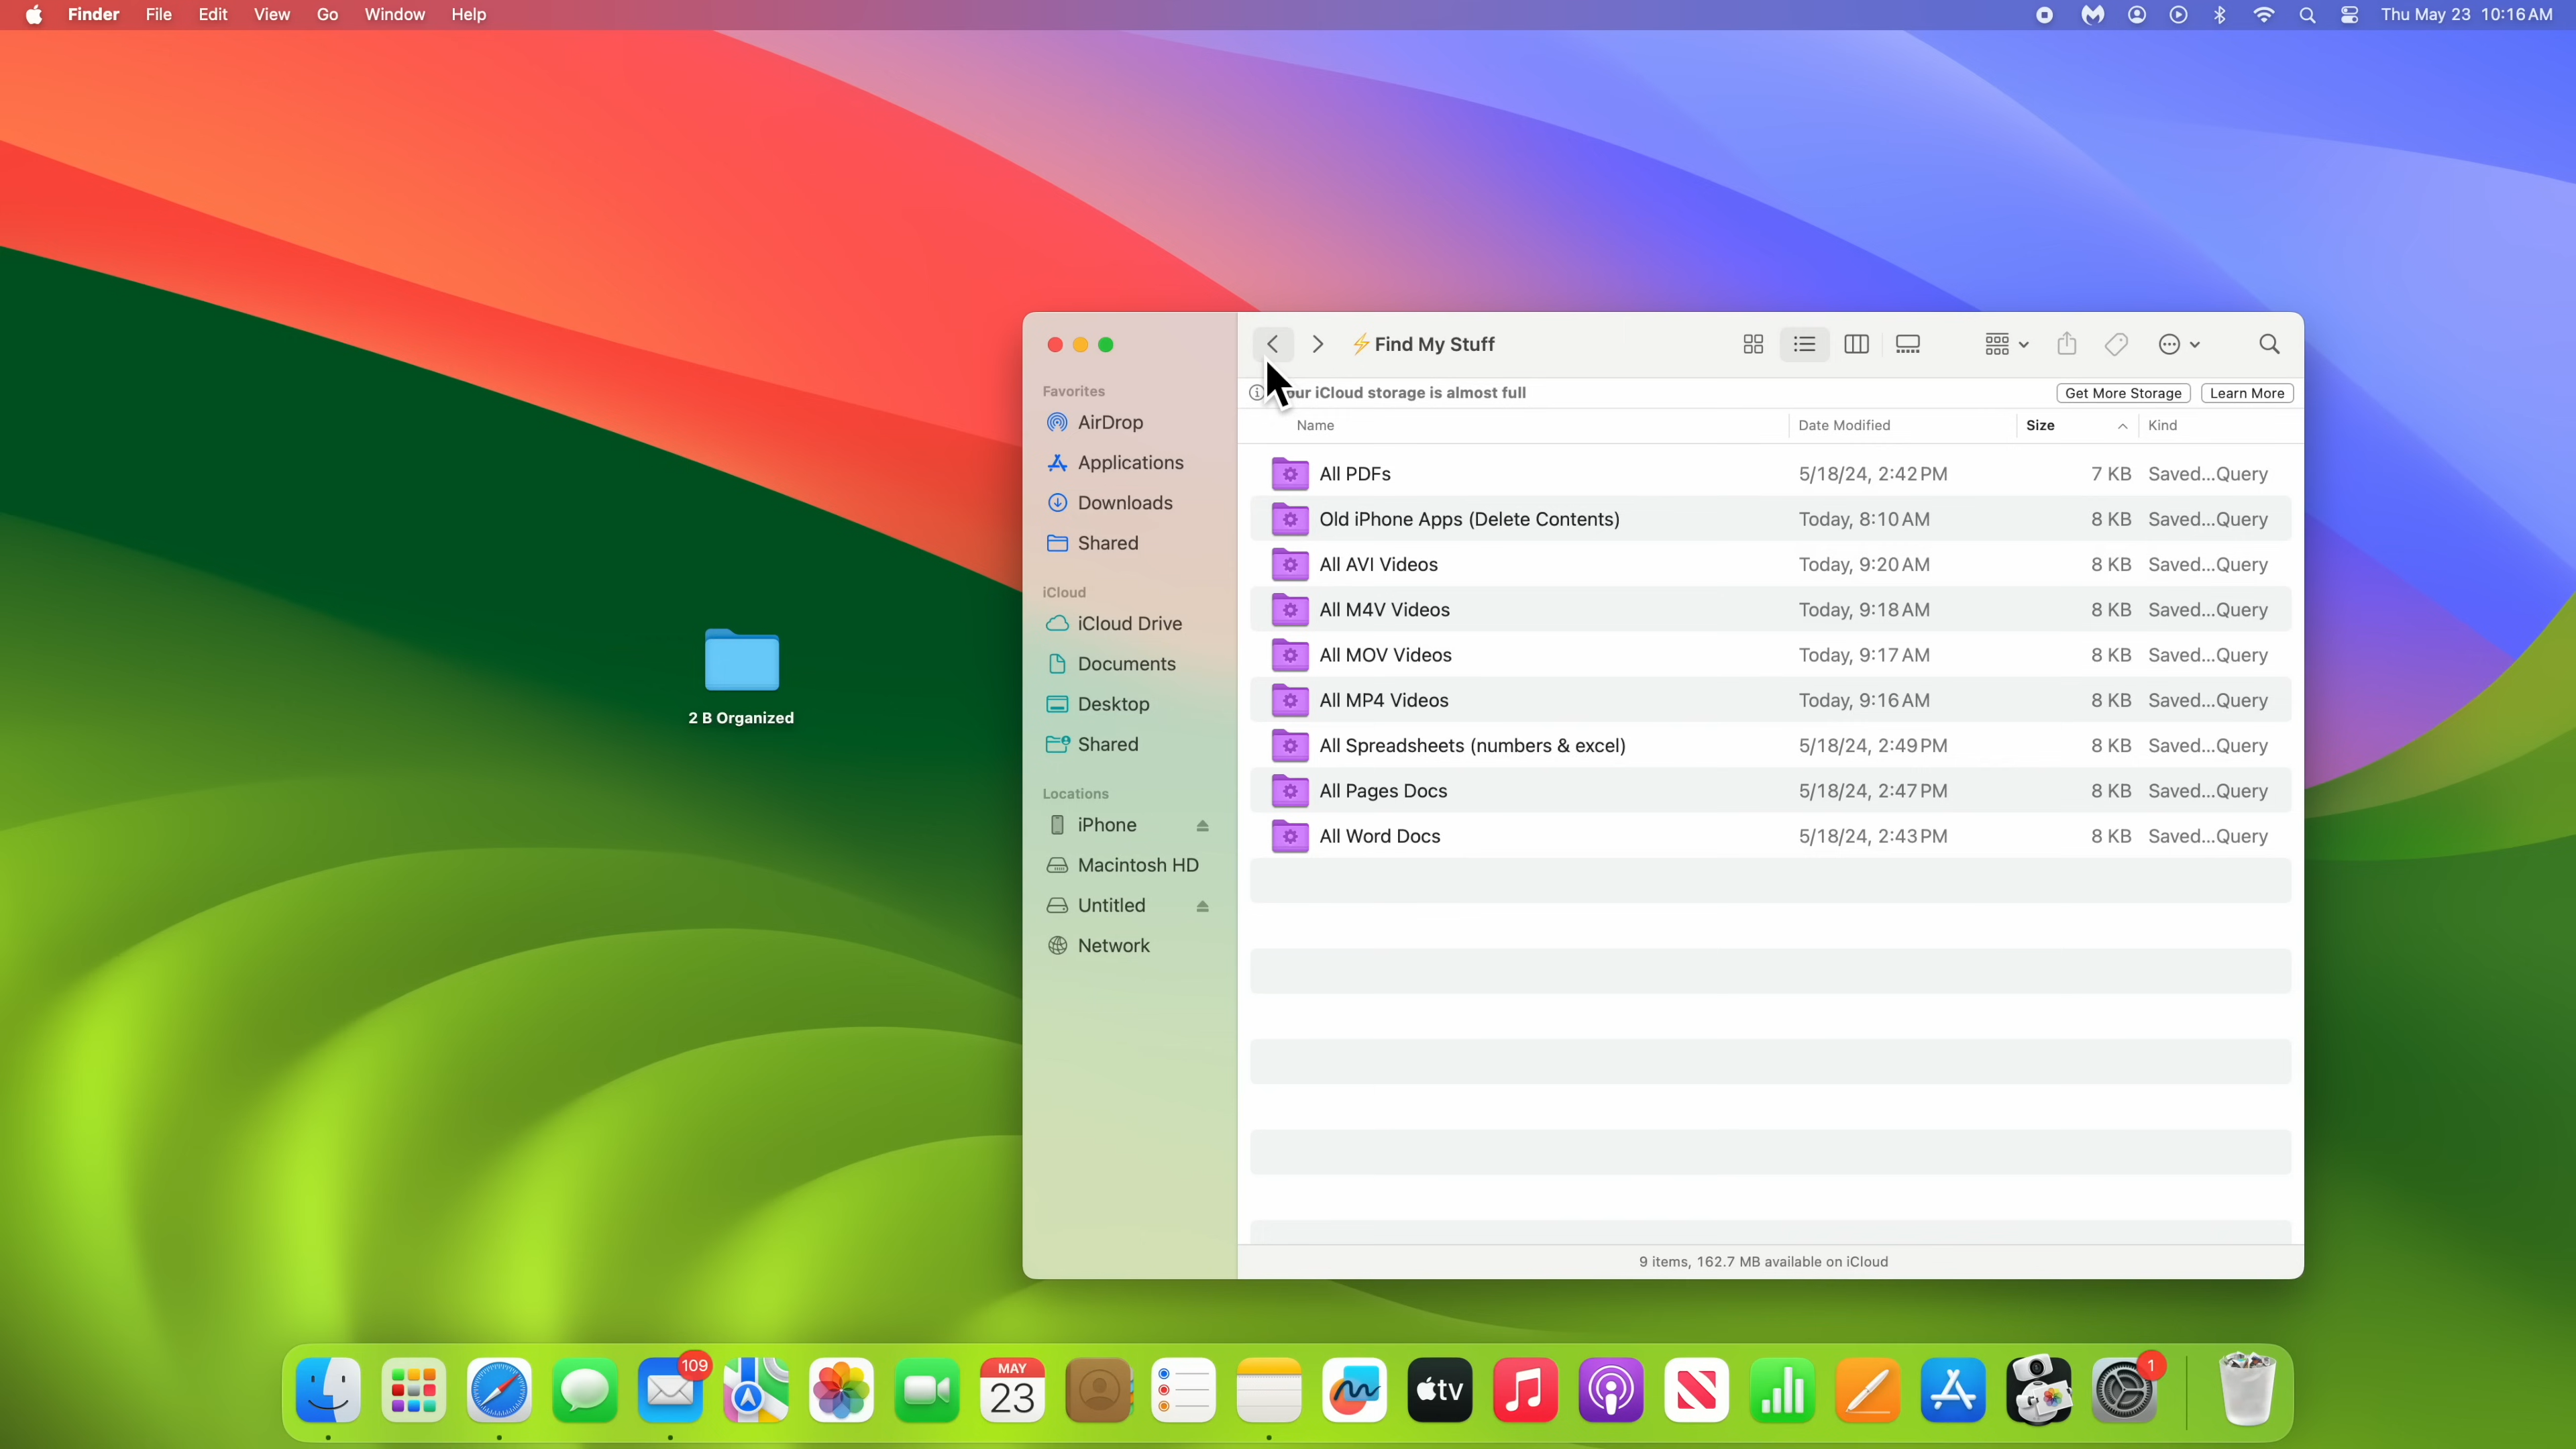 Finder File Edit View Go Window Help Thu May 23 10:16 AM
Find My Stuff
our iCloud storage is almost full Get More Storage Learn More
Name Date Modified Size Kind
Favorites
AirDrop
Applications
Downloads
Shared
iCloud
iCloud Drive
Documents
Desktop
Shared
Locations
iPhone
Macintosh HD
Untitled
Network
All PDFs 5/18/24, 2:42 PM 7 KB Saved...Query
Old iPhone Apps (Delete Contents) Today, 8:10 AM 8 KB Saved...Query
All AVI Videos Today, 9:20 AM 8 KB Saved...Query
All M4V Videos Today, 9:18 AM 8 KB Saved...Query
All MOV Videos Today, 9:17 AM 8 KB Saved...Query
All MP4 Videos Today, 9:16 AM 8 KB Saved...Query
All Spreadsheets (numbers & excel) 5/18/24, 2:49 PM 8 KB Saved...Query
All Pages Docs 5/18/24, 2:47 PM 8 KB Saved...Query
All Word Docs 5/18/24, 2:43 PM 8 KB Saved...Query
9 items, 162.7 MB available on iCloud
2 B Organized
109
MAY
23
tv
1